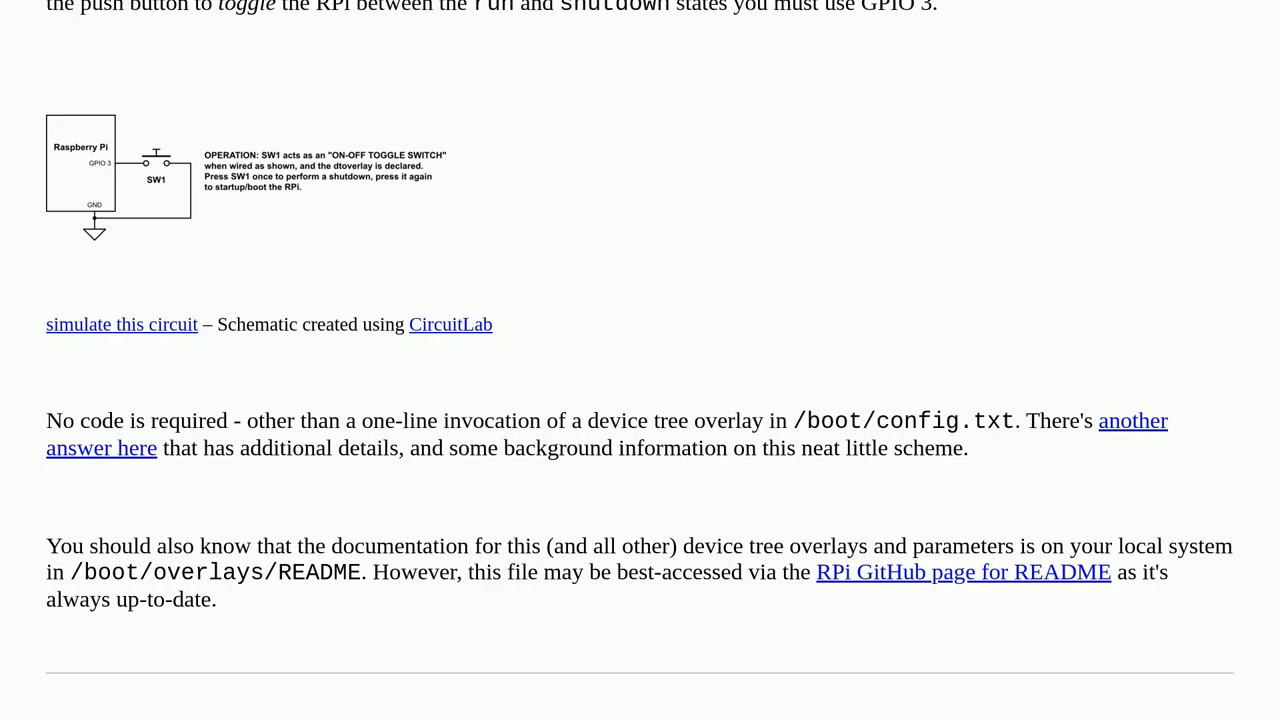 the push button to toggle the RPi between the run and shutdown states you must use GPIO 3.
Raspberry Pi
GPIO 3
SW1
GND
OPERATION: SW1 acts as an "ON-OFF TOGGLE SWITCH"
when wired as shown, and the dtoverlay is declared.
Press SW1 once to perform a shutdown, press it again
to startup/boot the RPi.
simulate this circuit – Schematic created using CircuitLab
No code is required - other than a one-line invocation of a device tree overlay in /boot/config.txt. There's another
answer here that has additional details, and some background information on this neat little scheme.
You should also know that the documentation for this (and all other) device tree overlays and parameters is on your local system
in /boot/overlays/README. However, this file may be best-accessed via the RPi GitHub page for README as it's
always up-to-date.